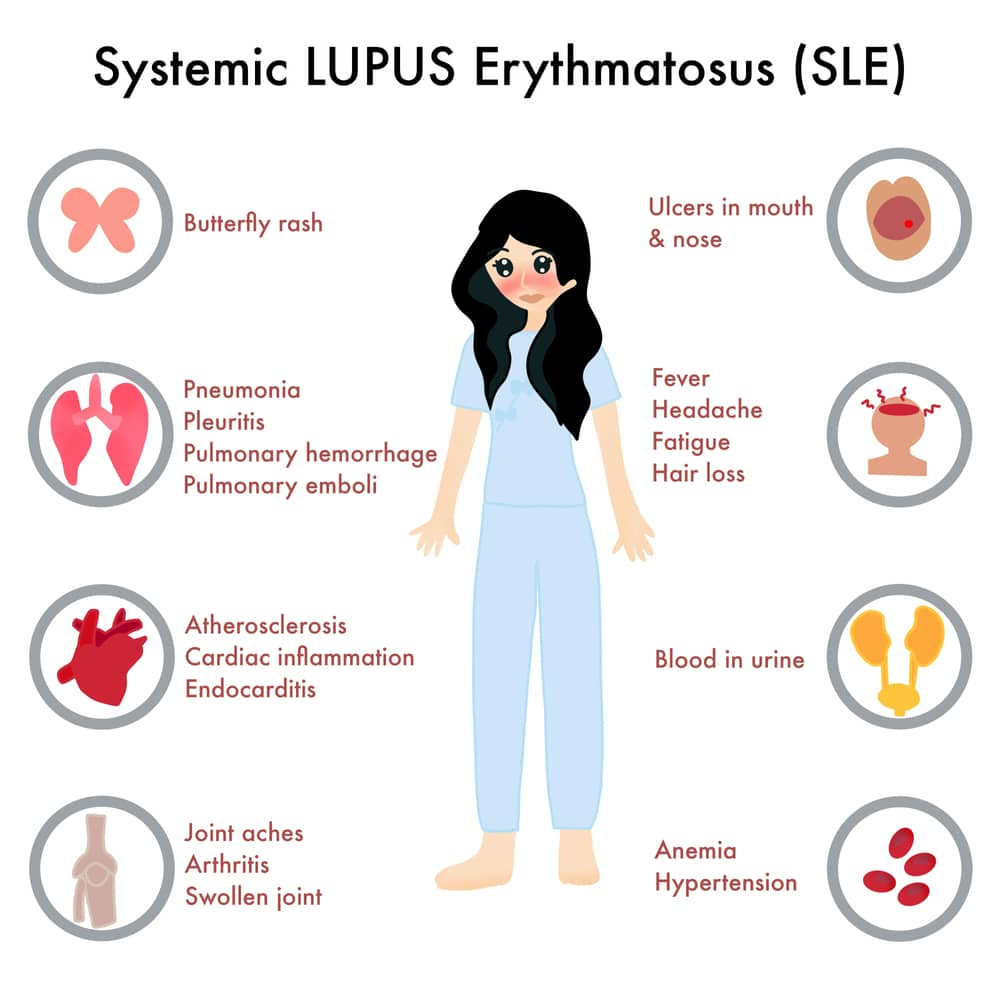 Systemic LUPUS Erythmatosus (SLE)
Butterfly rash
Ulcers in mouth
& nose
Pneumonia
Pleuritis
Pulmonary hemorrhage
Pulmonary emboli
Fever
Headache
Fatigue
Hair loss
Atherosclerosis
Cardiac inflammation
Endocarditis
Blood in urine
Joint aches
Arthritis
Swollen joint
Anemia
Hypertension